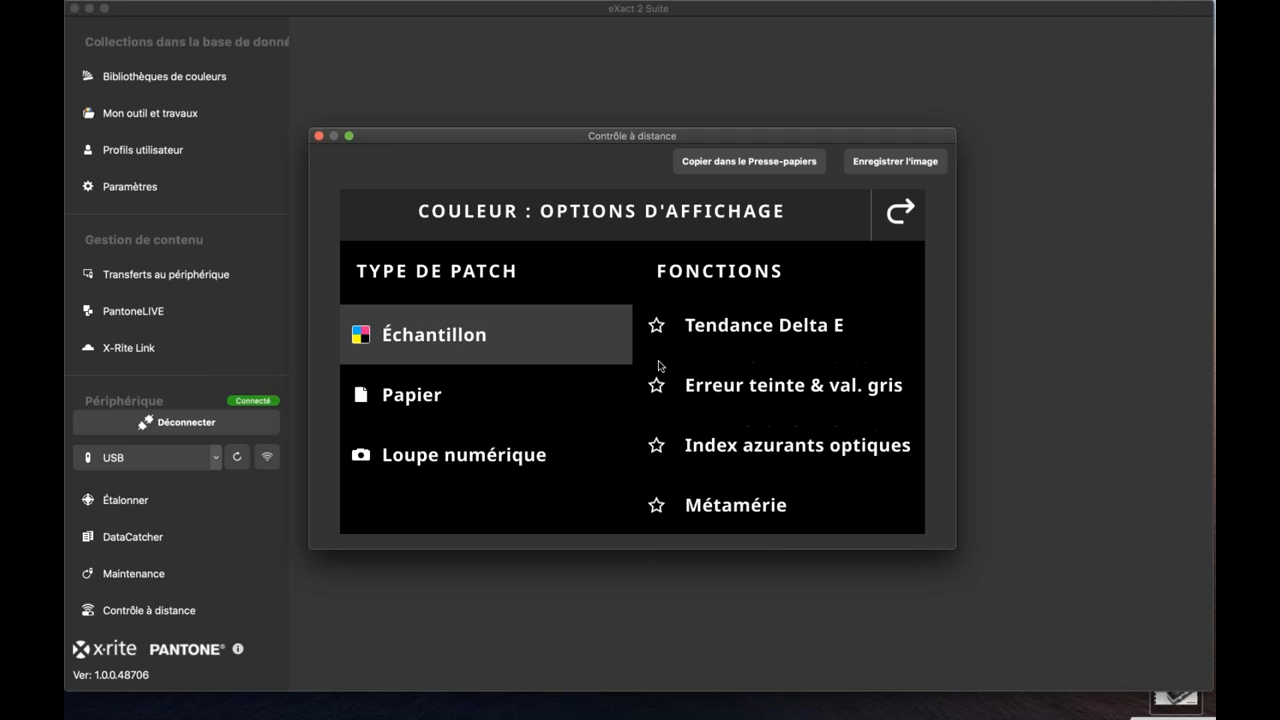 eXact 2 Suite
Collections dans la base de donné
Bibliothèques de couleurs
Mon outil et travaux
Profils utilisateur
Paramètres
Gestion de contenu
Transferts au périphérique
PantoneLIVE
X-Rite Link
Périphérique
Connecté
Déconnecter
USB
Étalonner
DataCatcher
Maintenance
Contrôle à distance
x·rite PANTONE®
Ver: 1.0.0.48706
Contrôle à distance
Copier dans le Presse-papiers
Enregistrer l'image
COULEUR : OPTIONS D'AFFICHAGE
TYPE DE PATCH
Échantillon
Papier
Loupe numérique
FONCTIONS
Tendance Delta E
Erreur teinte & val. gris
Index azurants optiques
Métamérie